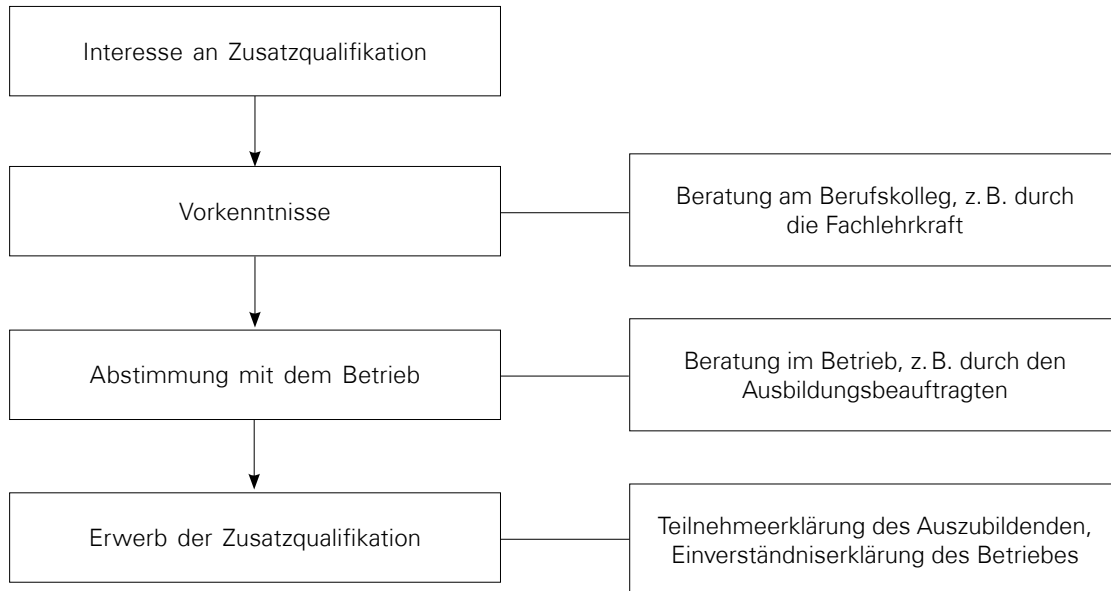 Interesse an Zusatzqualifikation
Vorkenntnisse
Beratung am Berufskolleg, z. B. durch
die Fachlehrkraft
Abstimmung mit dem Betrieb
Beratung im Betrieb, z. B. durch den
Ausbildungsbeauftragten
Erwerb der Zusatzqualifikation
Teilnehmeerklärung des Auszubildenden,
Einverständniserklärung des Betriebes